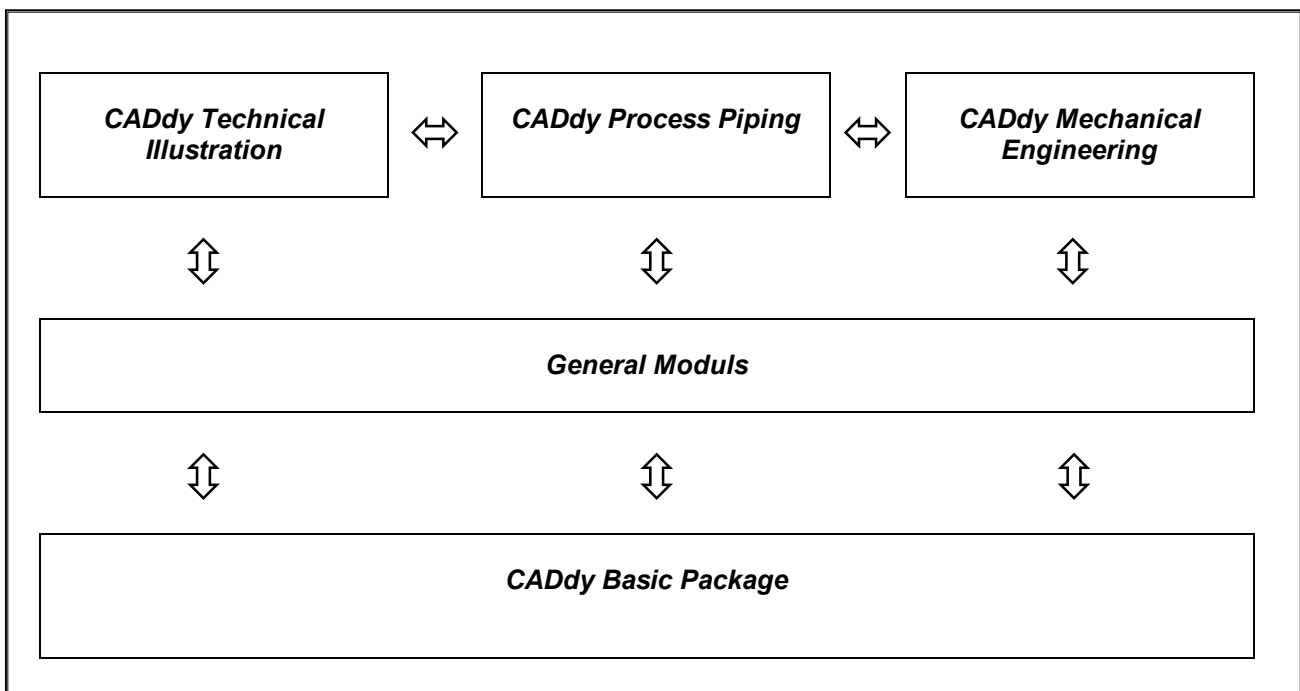 CADdy Technical
Illustration
CADdy Process Piping
CADdy Mechanical
Engineering
General Moduls
CADdy Basic Package